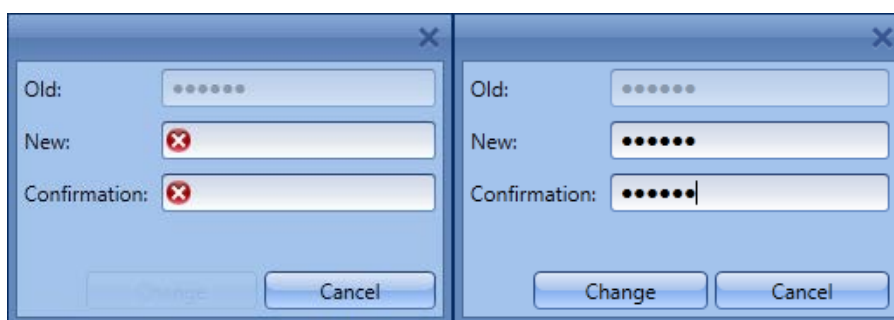 Old: ●●●●●●
New:
Confirmation:
Change Cancel
Old: ●●●●●●
New: ●●●●●●
Confirmation: ●●●●●●
Change Cancel